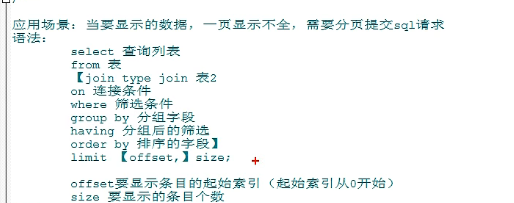 应用场景：当要显示的数据，一页显示不全，需要分页提交sql请求
语法：
select 查询列表
from 表
【join type join 表2
on 连接条件
where 筛选条件
group by 分组字段
having 分组后的筛选
order by 排序的字段】
limit 【offset,】size;
offset要显示条目的起始索引（起始索引从0开始）
size 要显示的条目个数